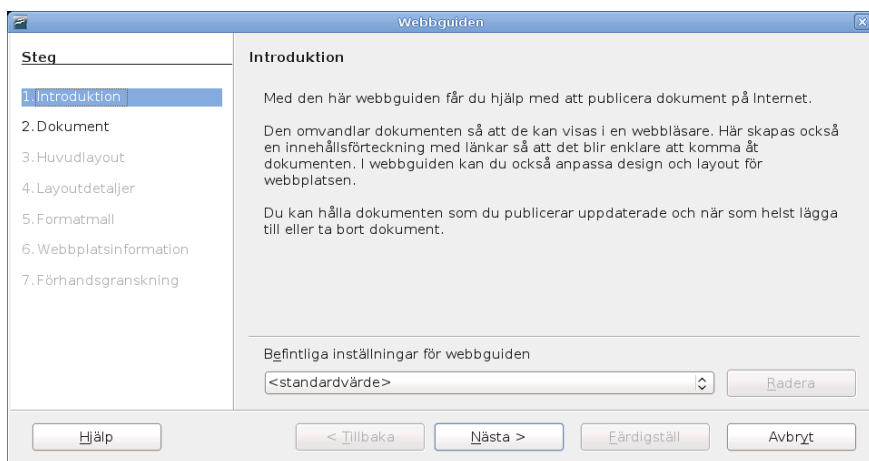 Webbguiden
Steg
1. Introduktion
2. Dokument
3. Huvudlayout
4. Layoutdetaljer
5. Formatmall
6. Webbplatsinformation
7. Förhandsgranskning
Introduktion
Med den här webbguiden får du hjälp med att publicera dokument på Internet.
Den omvandlar dokumenten så att de kan visas i en webbläsare. Här skapas också
en innehållsförteckning med länkar så att det blir enklare att komma åt
dokumenten. I webbguiden kan du också anpassa design och layout för
webbplatsen.
Du kan hålla dokumenten som du publicerar uppdaterade och när som helst lägga
till eller ta bort dokument.
Befintliga inställningar för webbguiden
<standardvärde>
Radera
Hjälp
< Tillbaka
Nästa >
Färdigställ
Avbryt